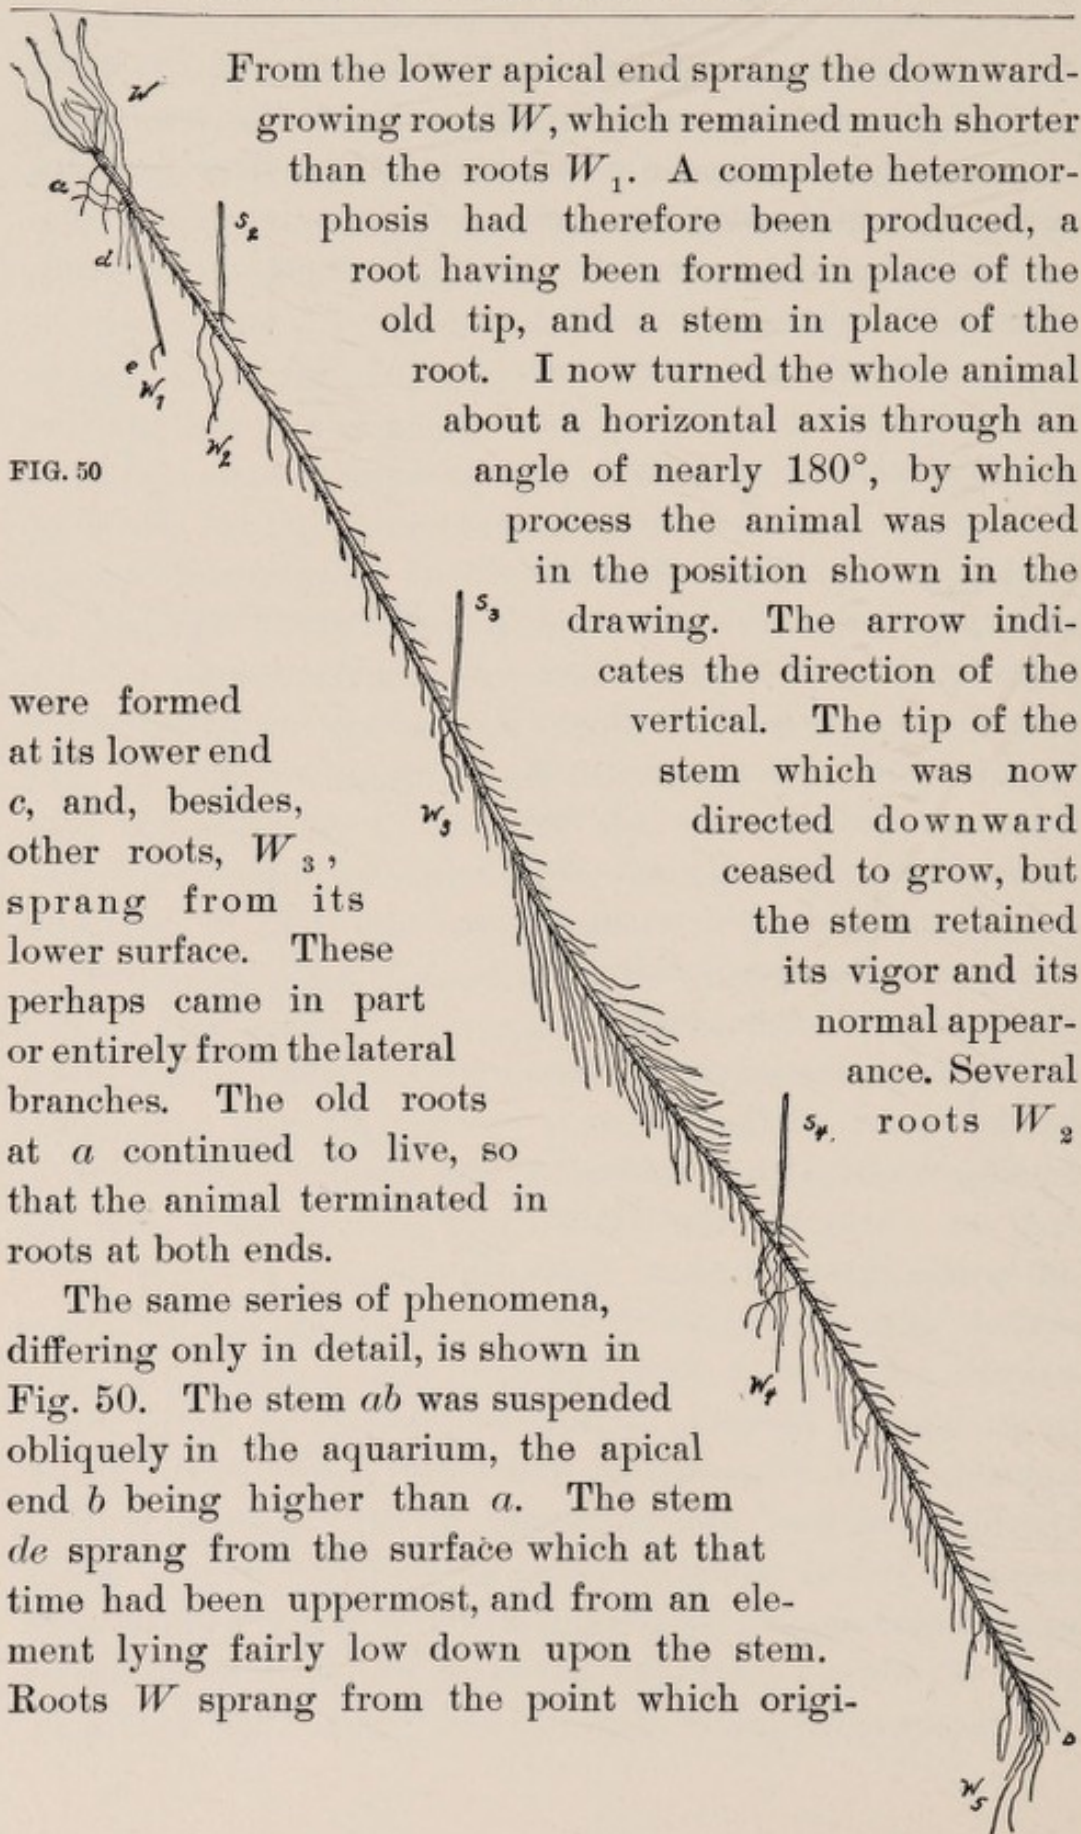 From the lower apical end sprang the downward-
growing roots W, which remained much shorter
than the roots W₁. A complete heteromor-
phosis had therefore been produced, a
root having been formed in place of the
old tip, and a stem in place of the
root. I now turned the whole animal
about a horizontal axis through an
angle of nearly 180°, by which
process the animal was placed
in the position shown in the
drawing. The arrow indi-
cates the direction of the
vertical. The tip of the
stem which was now
directed downward
ceased to grow, but
the stem retained
its vigor and its
normal appear-
ance. Several
roots W₂
were formed
at its lower end
c, and, besides,
other roots, W₃,
sprang from its
lower surface. These
perhaps came in part
or entirely from the lateral
branches. The old roots
at a continued to live, so
that the animal terminated in
roots at both ends.
The same series of phenomena,
differing only in detail, is shown in
Fig. 50. The stem ab was suspended
obliquely in the aquarium, the apical
end b being higher than a. The stem
de sprang from the surface which at that
time had been uppermost, and from an ele-
ment lying fairly low down upon the stem.
Roots W sprang from the point which origi-
FIG. 50
W
a
d
e
W₁
S₂
W₂
S₃
W₃
S₄.
W₄
b
W₅